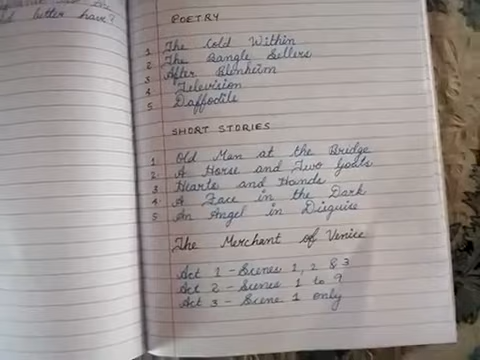 ld better have?
POETRY
1 The Cold Within
2 The Bangle Sellers
3 After Blenheim
4 Television
5 Daffodils
SHORT STORIES
1 Old Man at the Bridge
2 A Horse and Two Goats
3 Hearts and Hands
4. A Face in the Dark
5 An Angel in Disguise
The Merchant of Venice
Act 1 - Scenes 1, 2 & 3
Act 2 - Scenes 1 to 9
Act 3 - Scene 1 only